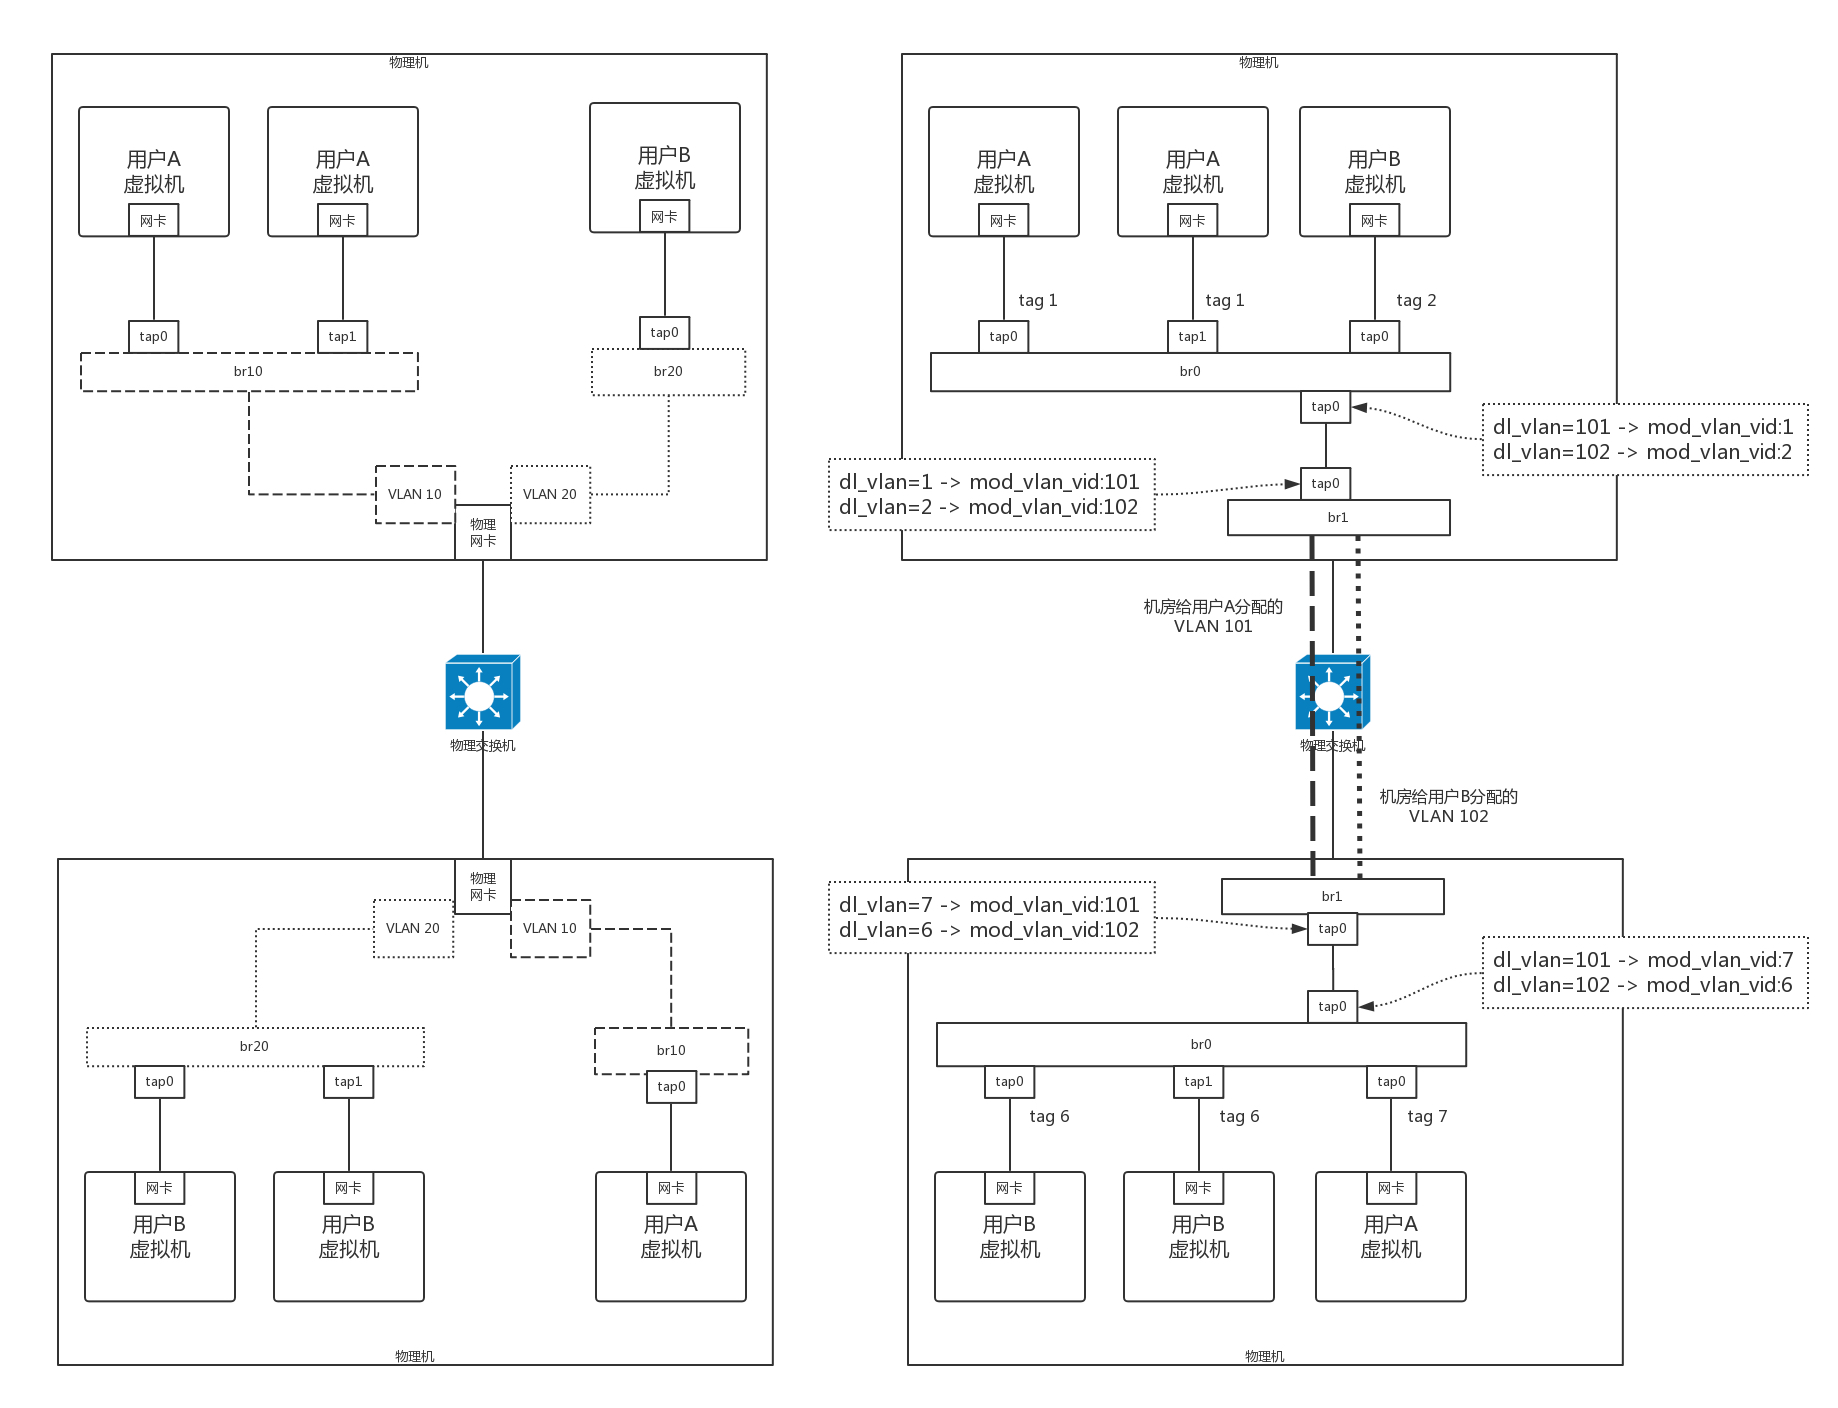 物理机
用户A
虚拟机
网卡
用户A
虚拟机
网卡
用户B
虚拟机
网卡
tap0
tap1
tap0
br10
br20
VLAN 10
VLAN 20
物理
网卡
物理交换机
物理
网卡
VLAN 20
VLAN 10
br20
br10
tap0
tap1
tap0
网卡
用户B
虚拟机
网卡
用户B
虚拟机
网卡
用户A
虚拟机
物理机
物理机
用户A
虚拟机
网卡
用户A
虚拟机
网卡
用户B
虚拟机
网卡
tag 1
tag 1
tag 2
tap0
tap1
tap0
br0
tap0
dl_vlan=101 -> mod_vlan_vid:1
dl_vlan=102 -> mod_vlan_vid:2
dl_vlan=1 -> mod_vlan_vid:101
dl_vlan=2 -> mod_vlan_vid:102
tap0
br1
机房给用户A分配的
VLAN 101
物理交换机
机房给用户B分配的
VLAN 102
br1
dl_vlan=7 -> mod_vlan_vid:101
dl_vlan=6 -> mod_vlan_vid:102
tap0
dl_vlan=101 -> mod_vlan_vid:7
dl_vlan=102 -> mod_vlan_vid:6
tap0
br0
tap0
tap1
tap0
tag 6
tag 6
tag 7
网卡
用户B
虚拟机
网卡
用户B
虚拟机
网卡
用户A
虚拟机
物理机